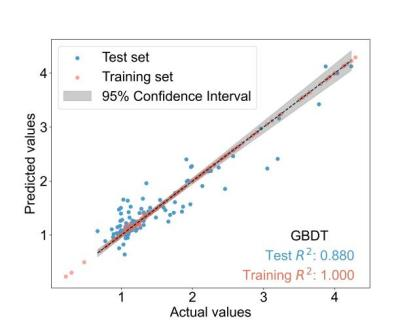 Test set
Training set
95% Confidence Interval
4
3
2
1
Predicted values
GBDT
Test R²: 0.880
Training R²: 1.000
1 2 3 4
Actual values